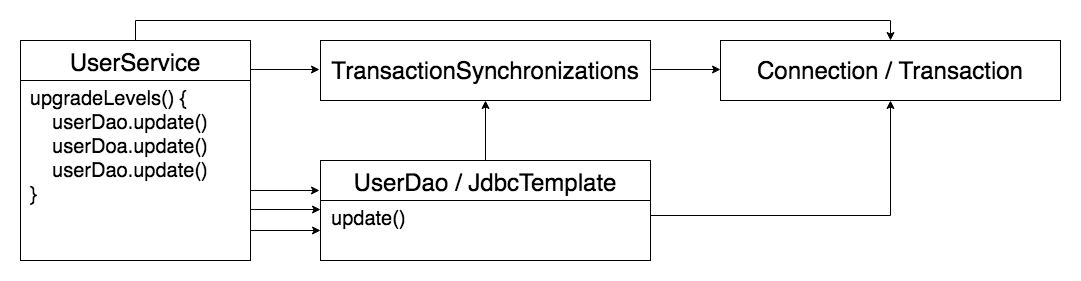 UserService
upgradeLevels() {
userDao.update()
userDoa.update()
userDao.update()
}
TransactionSynchronizations
Connection / Transaction
UserDao / JdbcTemplate
update()